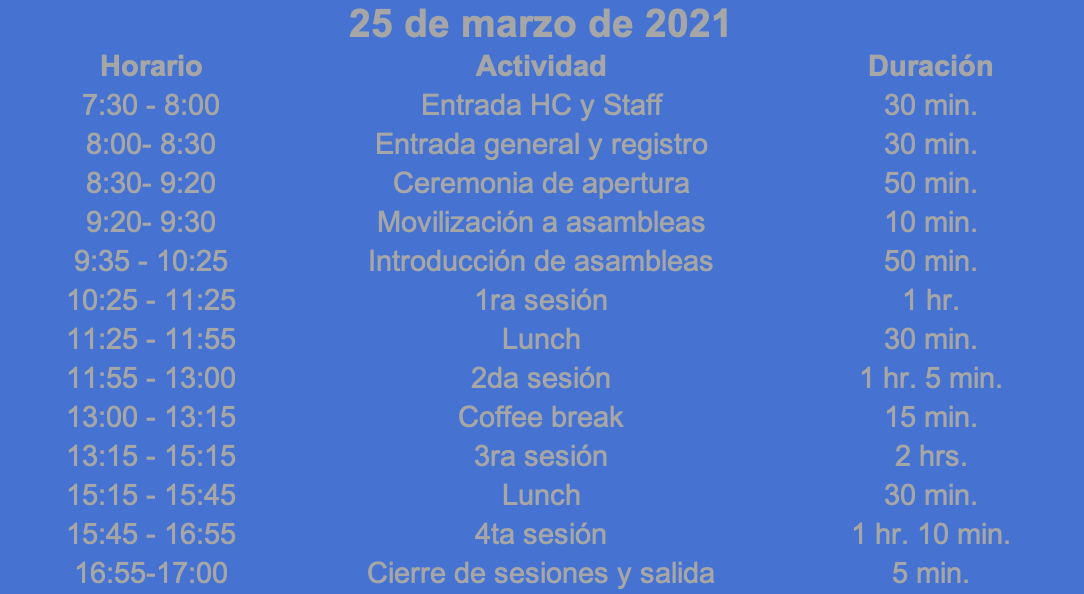 25 de marzo de 2021
Horario Actividad Duración
7:30 - 8:00 Entrada HC y Staff 30 min.
8:00- 8:30 Entrada general y registro 30 min.
8:30- 9:20 Ceremonia de apertura 50 min.
9:20- 9:30 Movilización a asambleas 10 min.
9:35 - 10:25 Introducción de asambleas 50 min.
10:25 - 11:25 1ra sesión 1 hr.
11:25 - 11:55 Lunch 30 min.
11:55 - 13:00 2da sesión 1 hr. 5 min.
13:00 - 13:15 Coffee break 15 min.
13:15 - 15:15 3ra sesión 2 hrs.
15:15 - 15:45 Lunch 30 min.
15:45 - 16:55 4ta sesión 1 hr. 10 min.
16:55-17:00 Cierre de sesiones y salida 5 min.